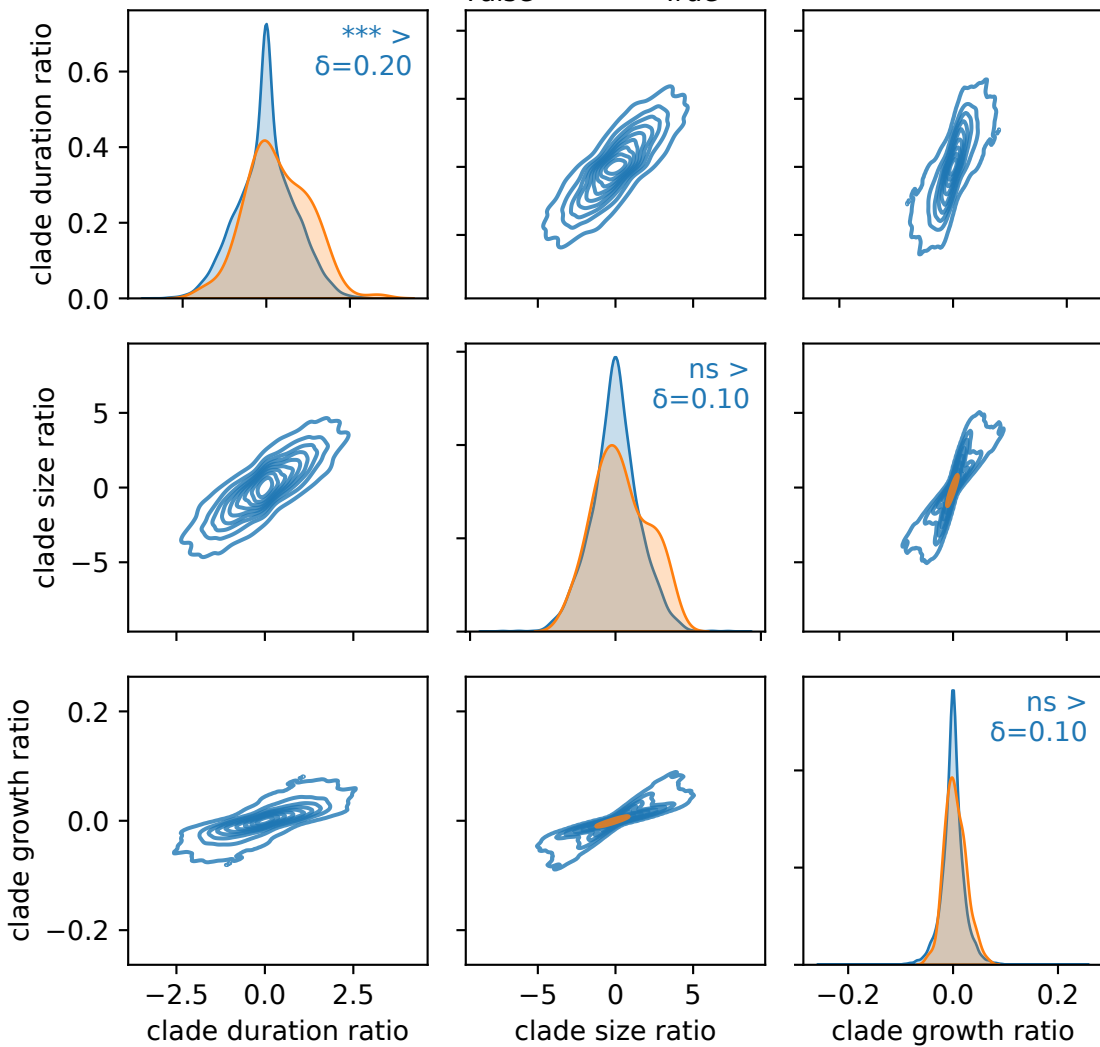 clade duration ratio
0.6
0.4
0.2
0.0
*** >
δ=0.20
clade size ratio
5
0
−5
ns >
δ=0.10
clade growth ratio
0.2
0.0
−0.2
ns >
δ=0.10
−2.5 0.0 2.5
−5 0 5
−0.2 0.0 0.2
clade duration ratio
clade size ratio
clade growth ratio